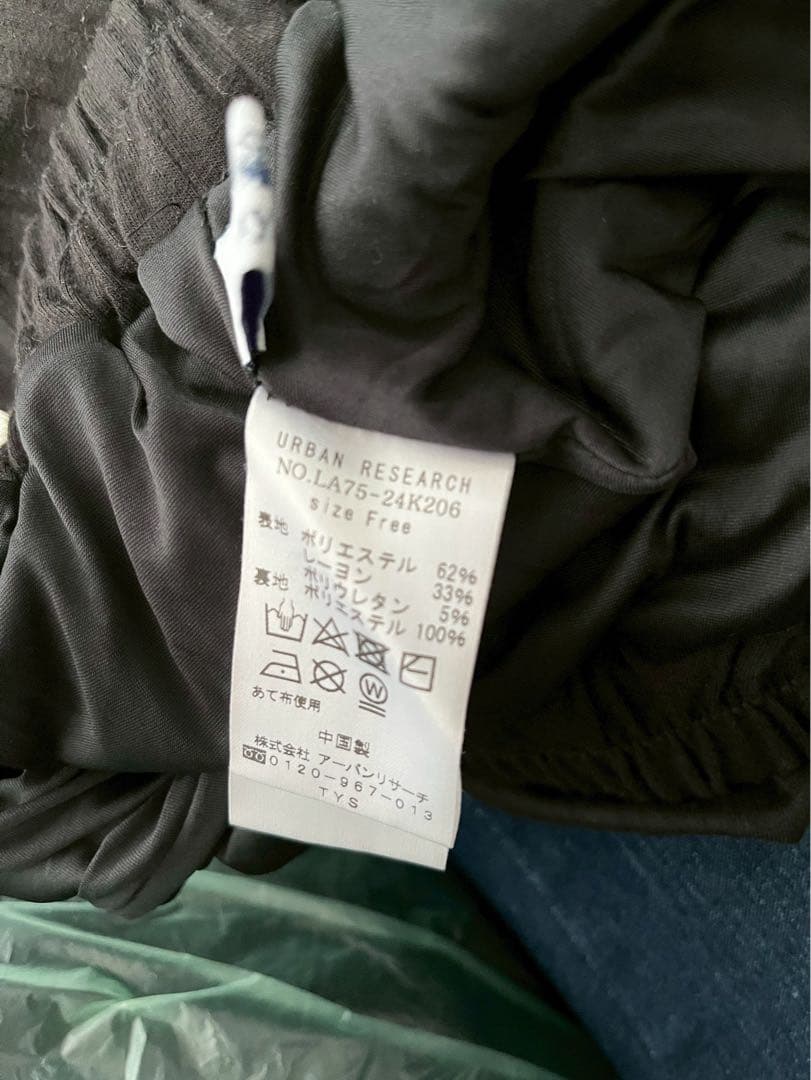 URBAN RESEARCH
NO.LA75-24K206
size Free
表地 ポリエステル 62%
レーヨン 33%
ポリウレタン 5%
裏地 ポリエステル 100%
W
あて布使用
中国製
株式会社 アーバンリサーチ
0120-967-013
TYS